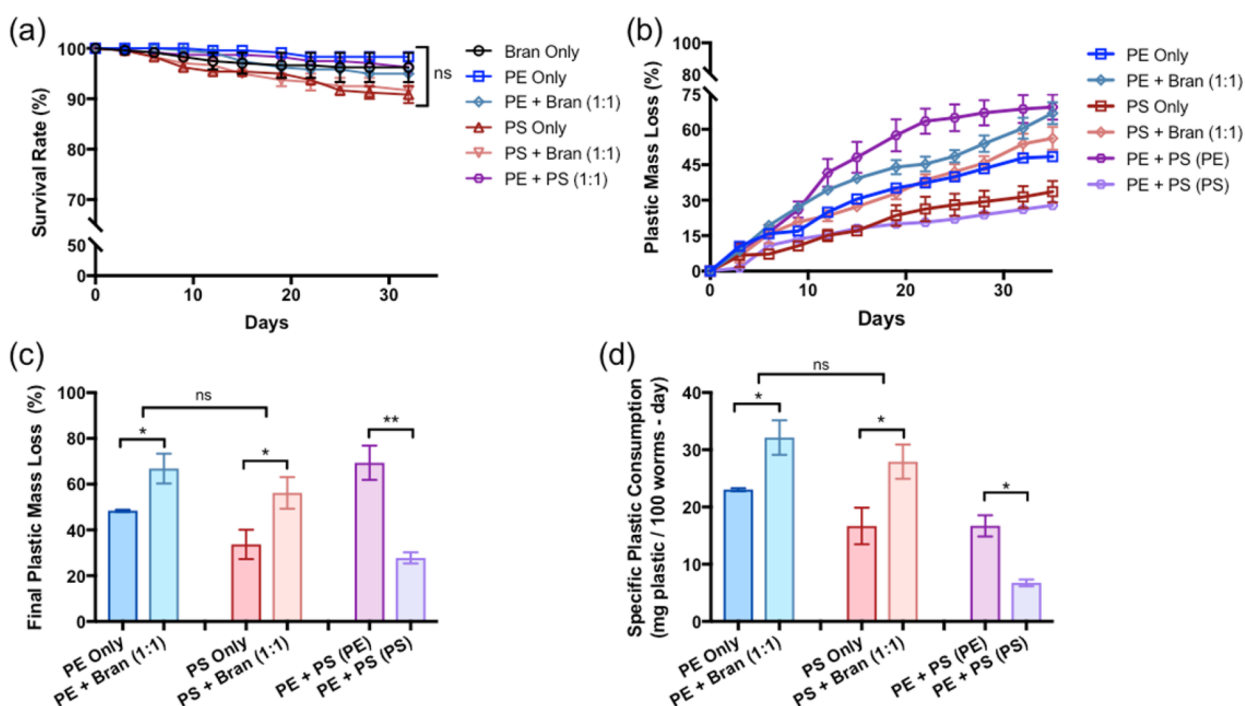 (a)
Survival Rate (%)
100
90
80
70
50
0
0
10
20
30
Days
ns
Bran Only
PE Only
PE + Bran (1:1)
PS Only
PS + Bran (1:1)
PE + PS (1:1)
(b)
Plastic Mass Loss (%)
100
80
75
60
45
30
15
0
0
10
20
30
Days
PE Only
PE + Bran (1:1)
PS Only
PS + Bran (1:1)
PE + PS (PE)
PE + PS (PS)
(c)
Final Plastic Mass Loss (%)
100
80
60
40
20
0
ns
*
*
**
PE Only
PE + Bran (1:1)
PS Only
PS + Bran (1:1)
PE + PS (PE)
PE + PS (PS)
(d)
Specific Plastic Consumption
(mg plastic / 100 worms - day)
40
30
20
10
0
ns
*
*
*
PE Only
PE + Bran (1:1)
PS Only
PS + Bran (1:1)
PE + PS (PE)
PE + PS (PS)